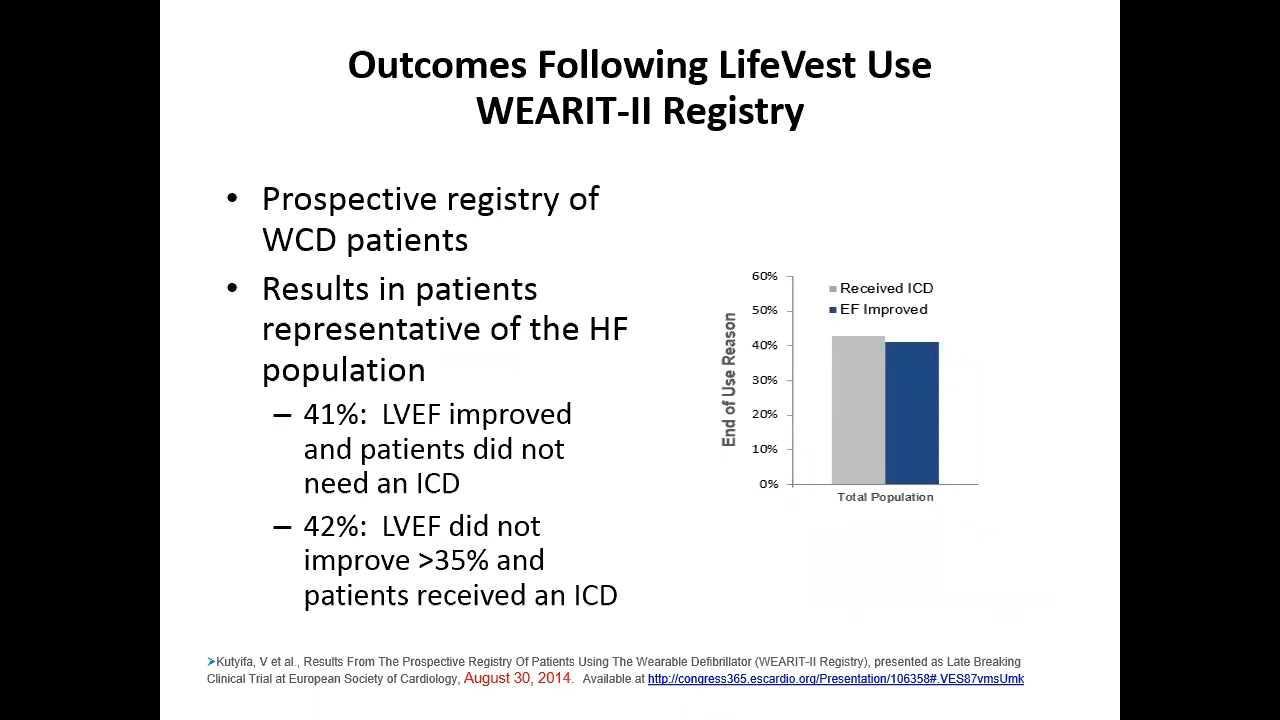 Outcomes Following LifeVest Use
WEARIT-II Registry
• Prospective registry of
WCD patients
• Results in patients
representative of the HF
population
– 41%: LVEF improved
and patients did not
need an ICD
– 42%: LVEF did not
improve >35% and
patients received an ICD
End of Use Reason
60%
50%
40%
30%
20%
10%
0%
Received ICD
EF Improved
Total Population
➢Kutyifa, V et al., Results From The Prospective Registry Of Patients Using The Wearable Defibrillator (WEARIT-II Registry), presented as Late Breaking
Clinical Trial at European Society of Cardiology, August 30, 2014. Available at http://congress365.escardio.org/Presentation/106358#.VES87vmsUmk